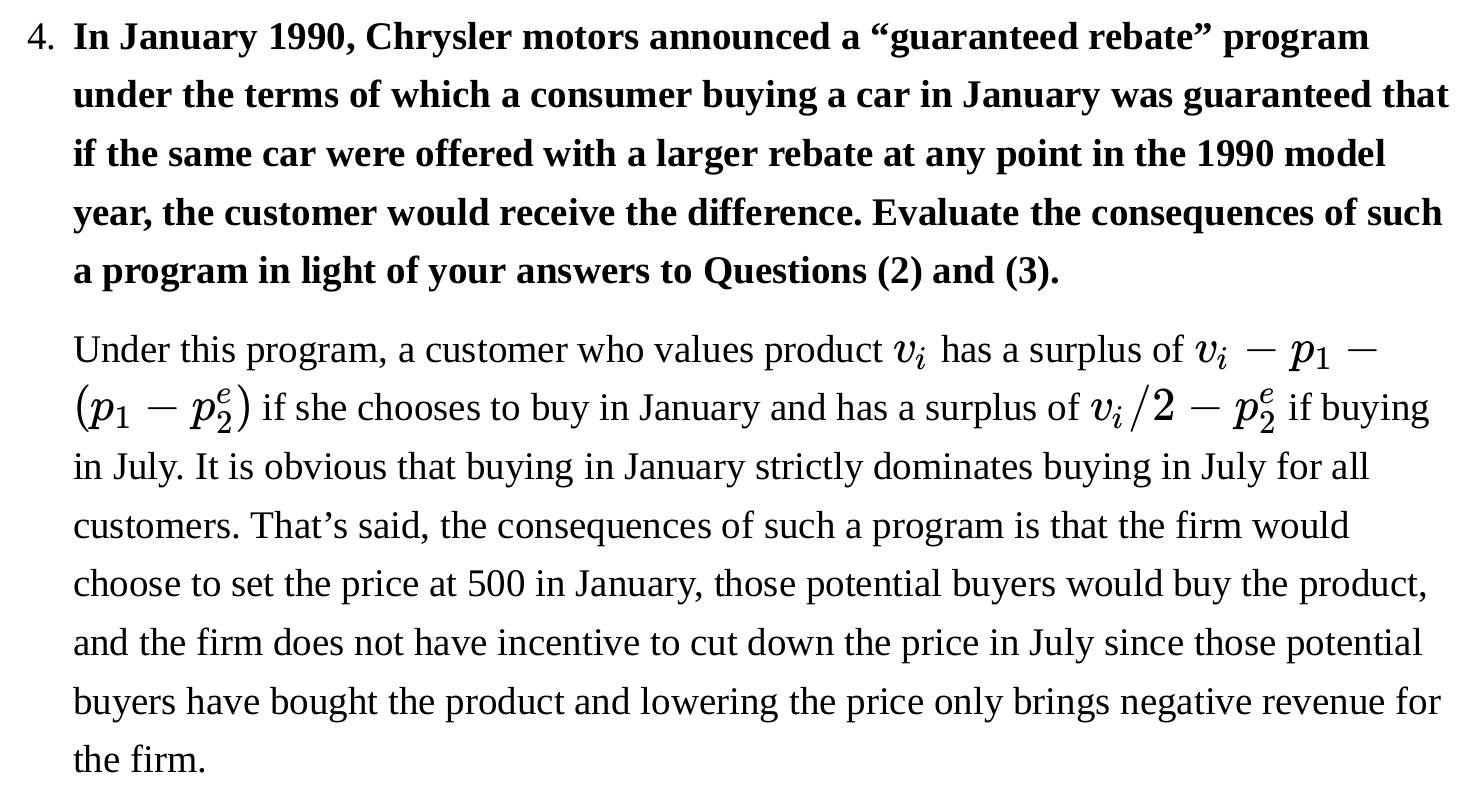 4. In January 1990, Chrysler motors announced a “guaranteed rebate” program
under the terms of which a consumer buying a car in January was guaranteed that
if the same car were offered with a larger rebate at any point in the 1990 model
year, the customer would receive the difference. Evaluate the consequences of such
a program in light of your answers to Questions (2) and (3).
Under this program, a customer who values product $v_i$ has a surplus of $v_i - p_1 -$
$(p_1 - p_2^e)$ if she chooses to buy in January and has a surplus of $v_i/2 - p_2^e$ if buying
in July. It is obvious that buying in January strictly dominates buying in July for all
customers. That’s said, the consequences of such a program is that the firm would
choose to set the price at 500 in January, those potential buyers would buy the product,
and the firm does not have incentive to cut down the price in July since those potential
buyers have bought the product and lowering the price only brings negative revenue for
the firm.